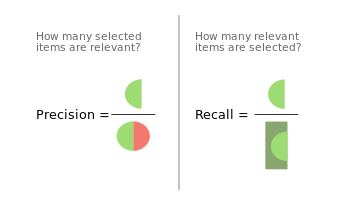 How many selected
items are relevant?
Precision =
How many relevant
items are selected?
Recall =